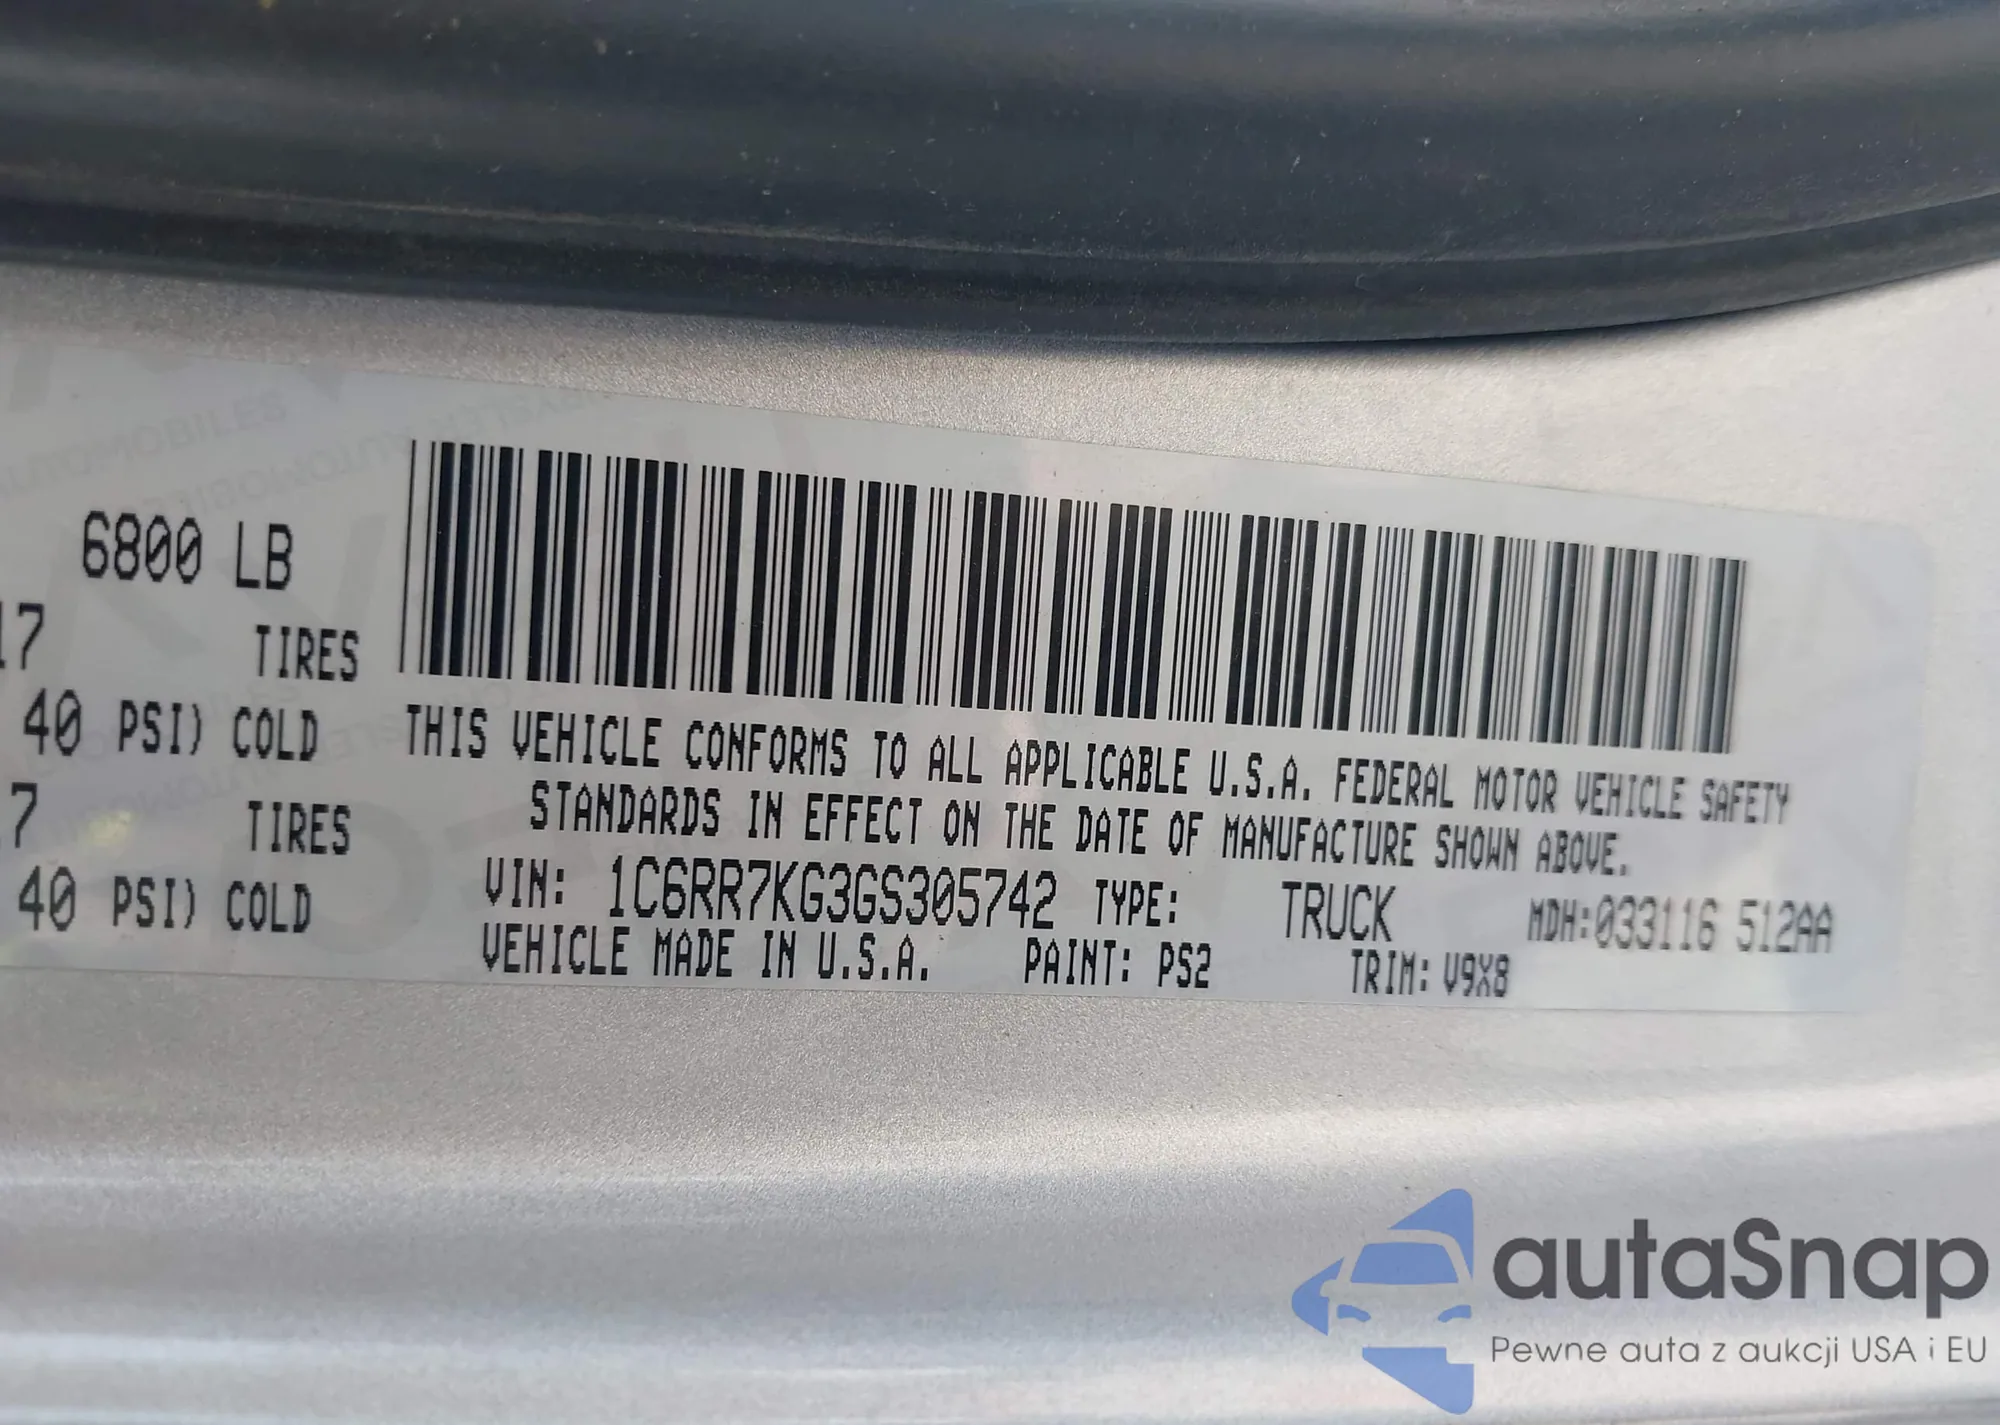 6800 LB
17 TIRES
40 PSI) COLD
7 TIRES
40 PSI) COLD
THIS VEHICLE CONFORMS TO ALL APPLICABLE U.S.A. FEDERAL MOTOR VEHICLE SAFETY
STANDARDS IN EFFECT ON THE DATE OF MANUFACTURE SHOWN ABOVE.
VIN: 1C6RR7KG3GS305742 TYPE: TRUCK MDH:033116 512AA
VEHICLE MADE IN U.S.A. PAINT: PS2 TRIM: V9X8
autaSnap
Pewne auta z aukcji USA i EU